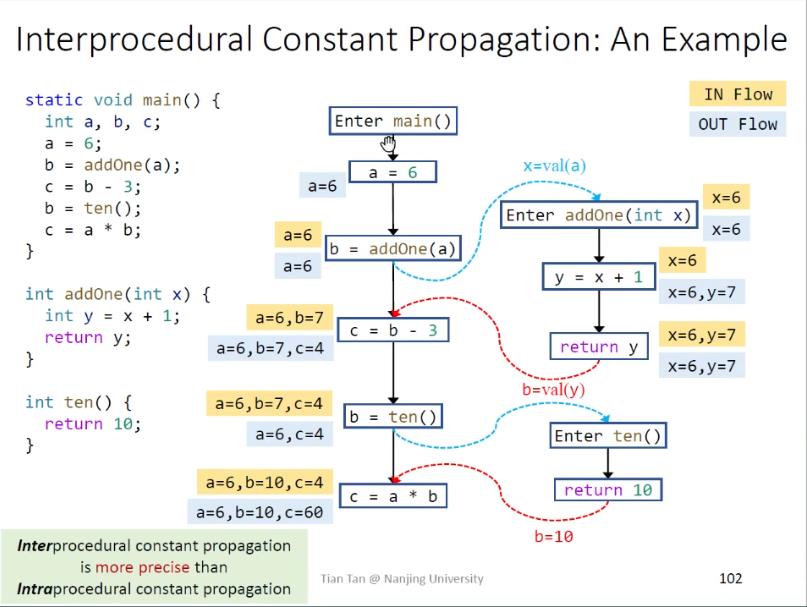 Interprocedural Constant Propagation: An Example
static void main() {
int a, b, c;
a = 6;
b = addOne(a);
c = b - 3;
b = ten();
c = a * b;
}
int addOne(int x) {
int y = x + 1;
return y;
}
int ten() {
return 10;
}
Enter main()
a = 6
a=6
a=6
b = addOne(a)
a=6
a=6,b=7
c = b - 3
a=6,b=7,c=4
a=6,b=7,c=4
b = ten()
a=6,c=4
a=6,b=10,c=4
c = a * b
a=6,b=10,c=60
IN Flow
OUT Flow
x=val(a)
Enter addOne(int x)
x=6
x=6
y = x + 1
x=6
x=6,y=7
return y
x=6,y=7
x=6,y=7
b=val(y)
Enter ten()
return 10
b=10
Interprocedural constant propagation
is more precise than
Intraprocedural constant propagation
Tian Tan @ Nanjing University
102